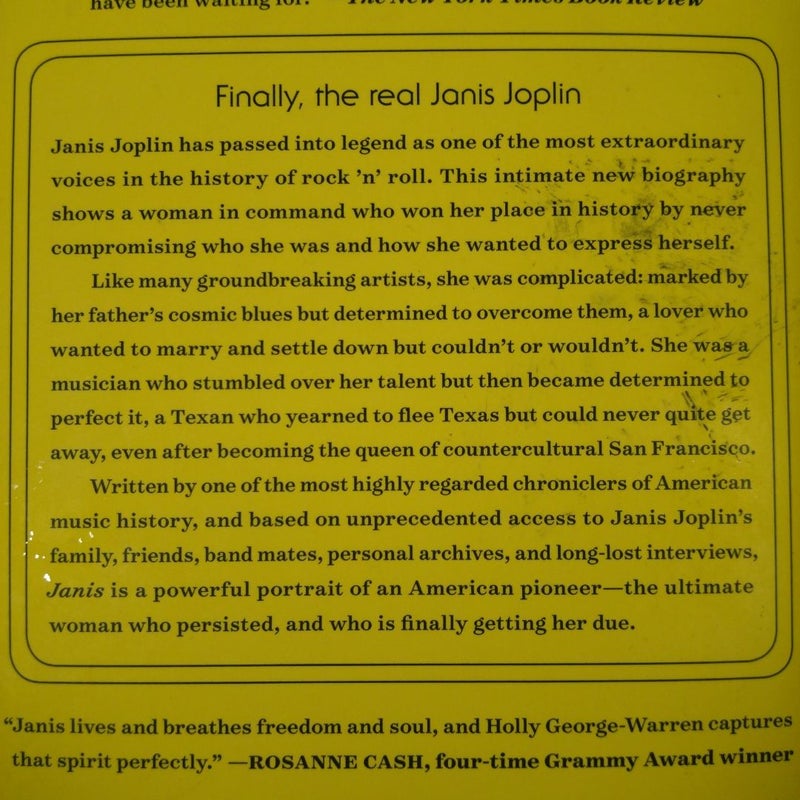 have been waiting for." —The New York Times Book Review
Finally, the real Janis Joplin
Janis Joplin has passed into legend as one of the most extraordinary
voices in the history of rock ’n’ roll. This intimate new biography
shows a woman in command who won her place in history by never
compromising who she was and how she wanted to express herself.
Like many groundbreaking artists, she was complicated: marked by
her father’s cosmic blues but determined to overcome them, a lover who
wanted to marry and settle down but couldn’t or wouldn’t. She was a
musician who stumbled over her talent but then became determined to
perfect it, a Texan who yearned to flee Texas but could never quite get
away, even after becoming the queen of countercultural San Francisco.
Written by one of the most highly regarded chroniclers of American
music history, and based on unprecedented access to Janis Joplin’s
family, friends, band mates, personal archives, and long-lost interviews,
Janis is a powerful portrait of an American pioneer—the ultimate
woman who persisted, and who is finally getting her due.
“Janis lives and breathes freedom and soul, and Holly George-Warren captures
that spirit perfectly.” —ROSANNE CASH, four-time Grammy Award winner